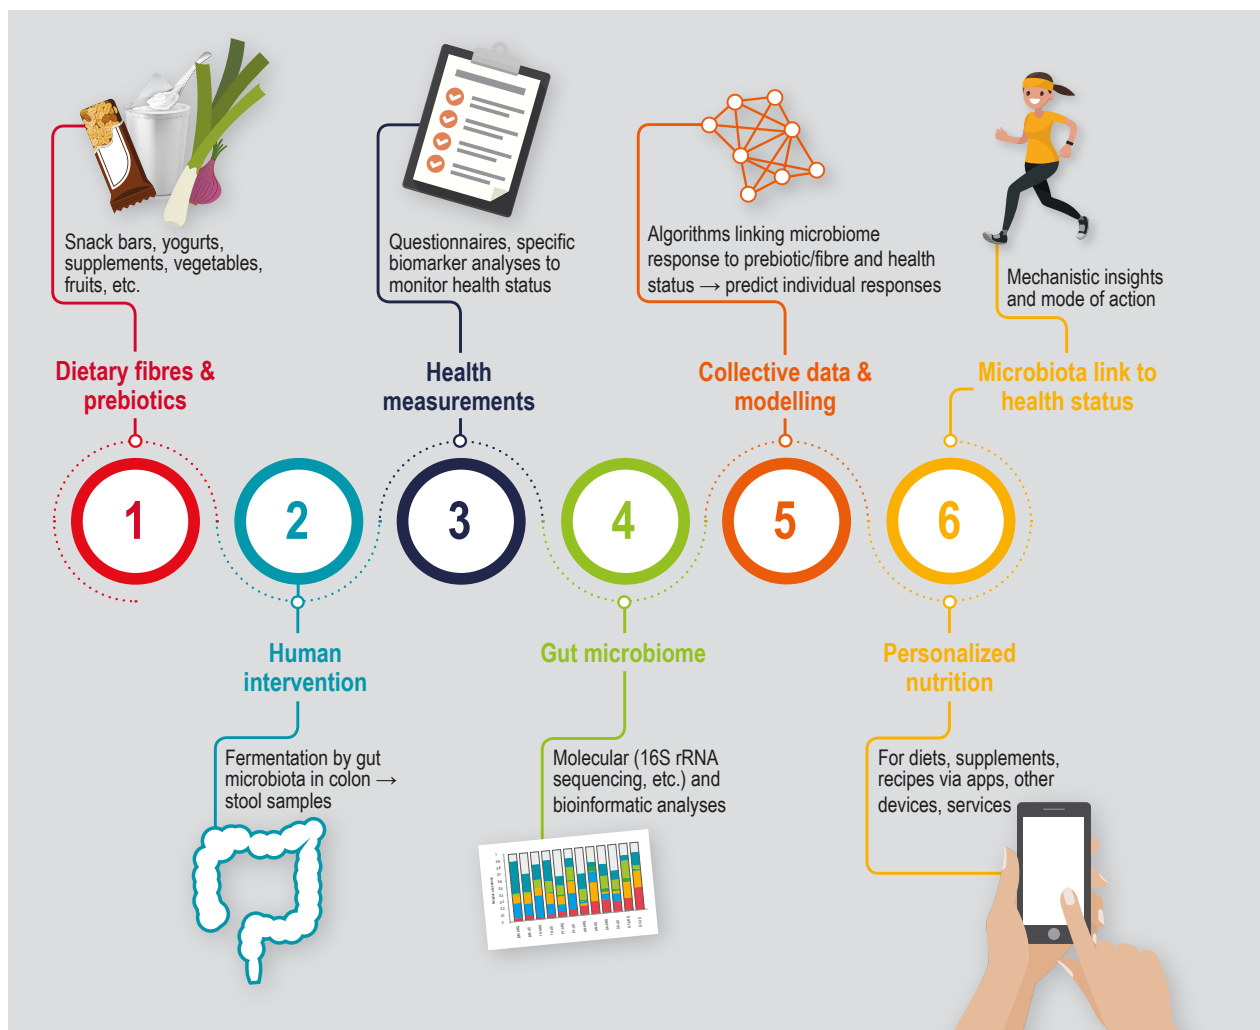 Snack bars, yogurts,
supplements, vegetables,
fruits, etc.
Dietary fibres &
prebiotics
Questionnaires, specific
biomarker analyses to
monitor health status
Health
measurements
Algorithms linking microbiome
response to prebiotic/fibre and health
status → predict individual responses
Collective data &
modelling
Mechanistic insights
and mode of action
Microbiota link to
health status
1
2
3
4
5
6
Human
intervention
Fermentation by gut
microbiota in colon →
stool samples
Gut microbiome
Molecular (16S rRNA
sequencing, etc.) and
bioinformatic analyses
Personalized
nutrition
For diets, supplements,
recipes via apps, other
devices, services